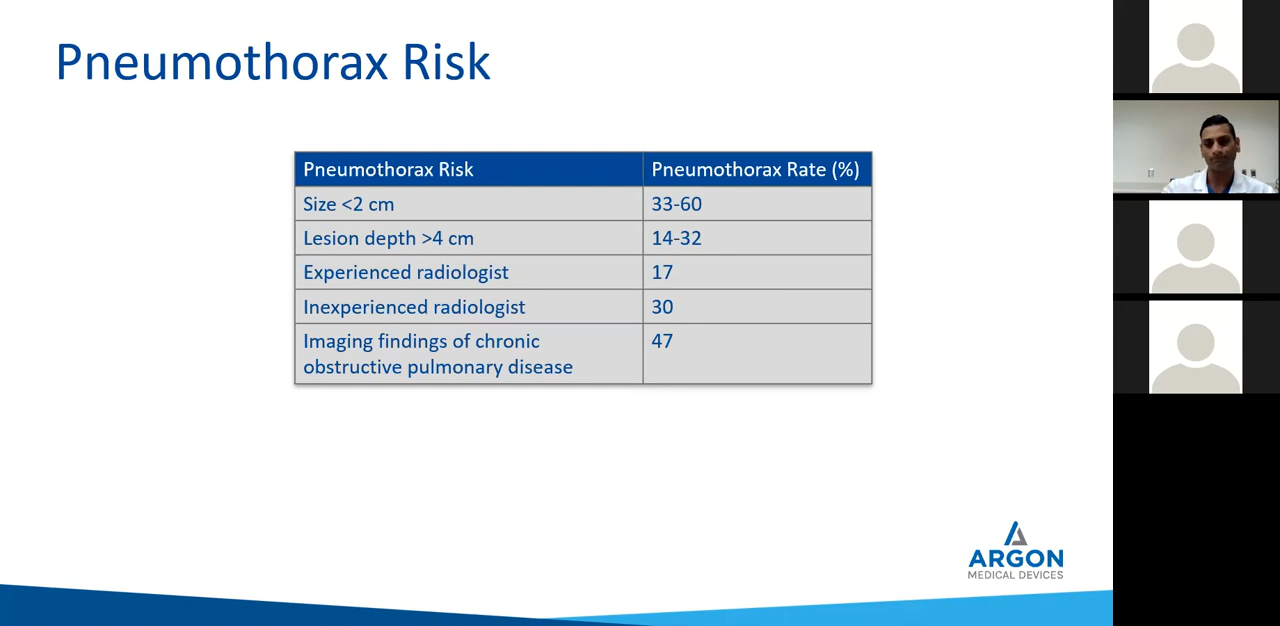 Pneumothorax Risk
Pneumothorax Risk
Pneumothorax Rate (%)
Size <2 cm
33-60
Lesion depth >4 cm
14-32
Experienced radiologist
17
Inexperienced radiologist
30
Imaging findings of chronic
obstructive pulmonary disease
47
ARGON
MEDICAL DEVICES